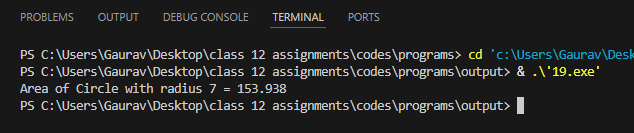 PROBLEMS OUTPUT DEBUG CONSOLE TERMINAL PORTS
PS C:\Users\Gaurav\Desktop\class 12 assignments\codes\programs> cd 'c:\Users\Gaurav\Desk
PS C:\Users\Gaurav\Desktop\class 12 assignments\codes\programs\output> & .\'19.exe'
Area of Circle with radius 7 = 153.938
PS C:\Users\Gaurav\Desktop\class 12 assignments\codes\programs\output>